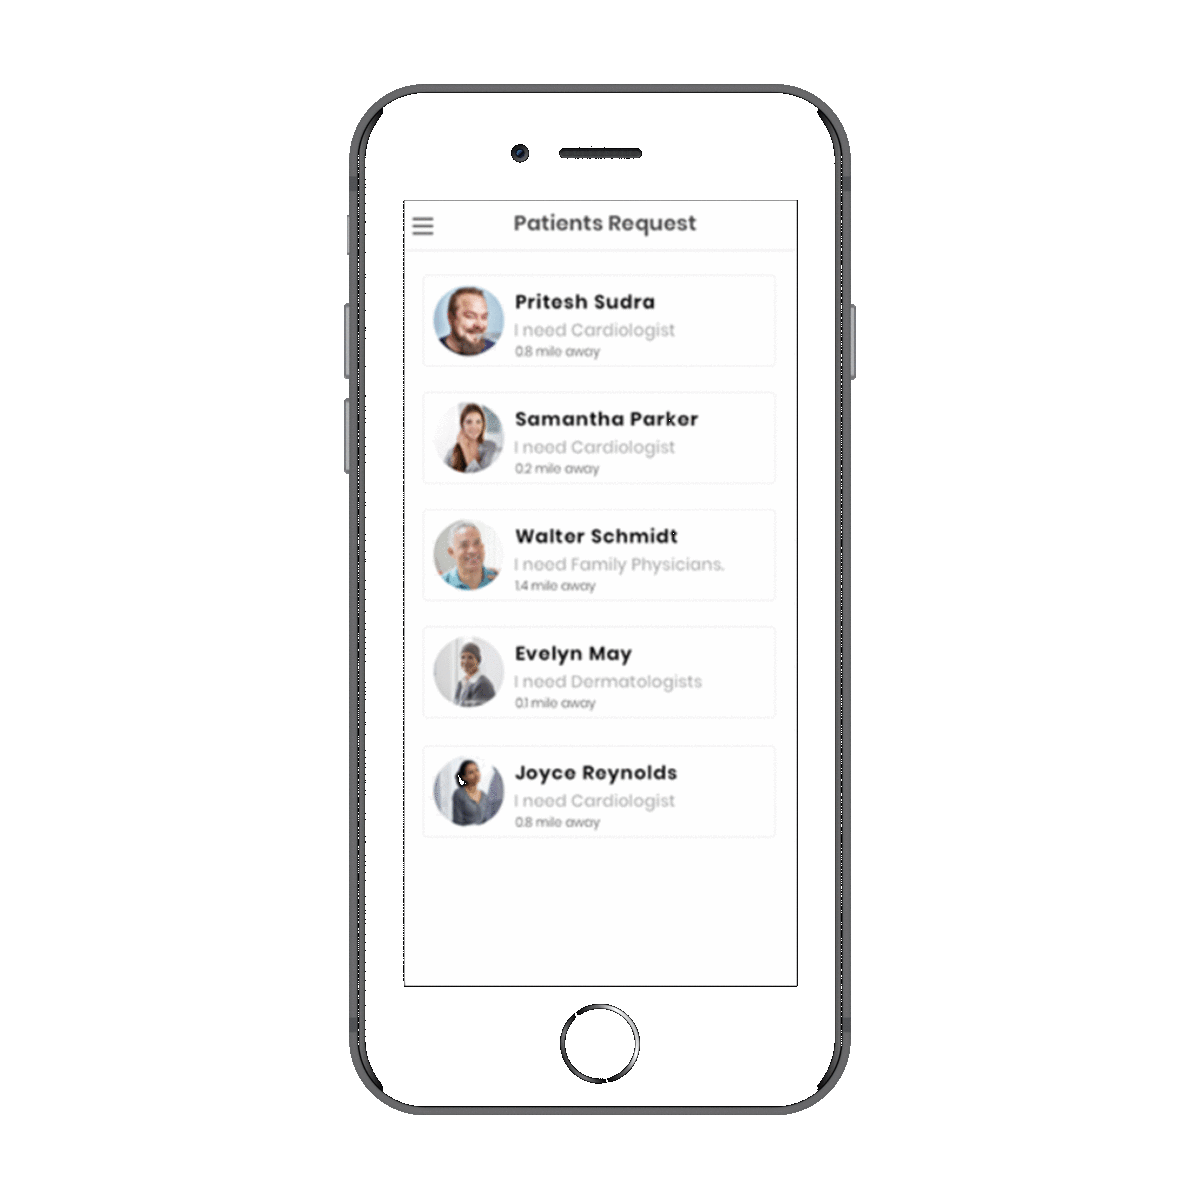 Patients Request
Pritesh Sudra
I need Cardiologist
0.8 mile away
Samantha Parker
I need Cardiologist
0.2 mile away
Walter Schmidt
I need Family Physicians.
1.4 mile away
Evelyn May
I need Dermatologists
0.1 mile away
Joyce Reynolds
I need Cardiologist
0.8 mile away